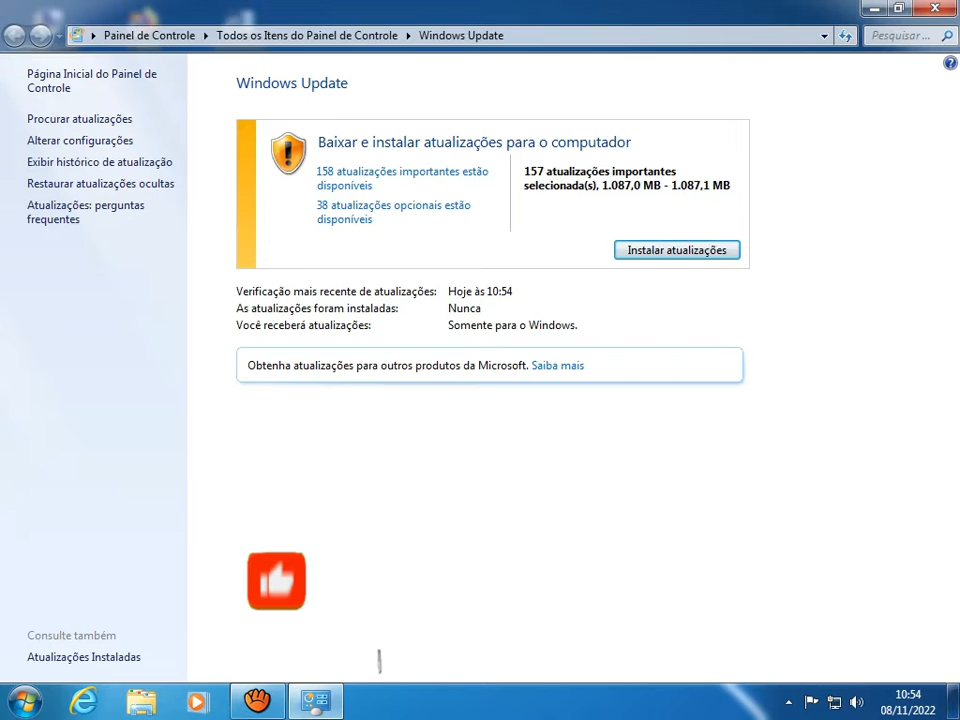 Painel de Controle
Todos os Itens do Painel de Controle
Windows Update
Pesquisar ...
Página Inicial do Painel de
Controle
Procurar atualizações
Alterar configurações
Exibir histórico de atualização
Restaurar atualizações ocultas
Atualizações: perguntas
frequentes
Consulte também
Atualizações Instaladas
Windows Update
Baixar e instalar atualizações para o computador
158 atualizações importantes estão
disponíveis
38 atualizações opcionais estão
disponíveis
157 atualizações importantes
selecionada(s), 1.087,0 MB - 1.087,1 MB
Instalar atualizações
Verificação mais recente de atualizações: Hoje às 10:54
As atualizações foram instaladas: Nunca
Você receberá atualizações: Somente para o Windows.
Obtenha atualizações para outros produtos da Microsoft. Saiba mais
10:54
08/11/2022